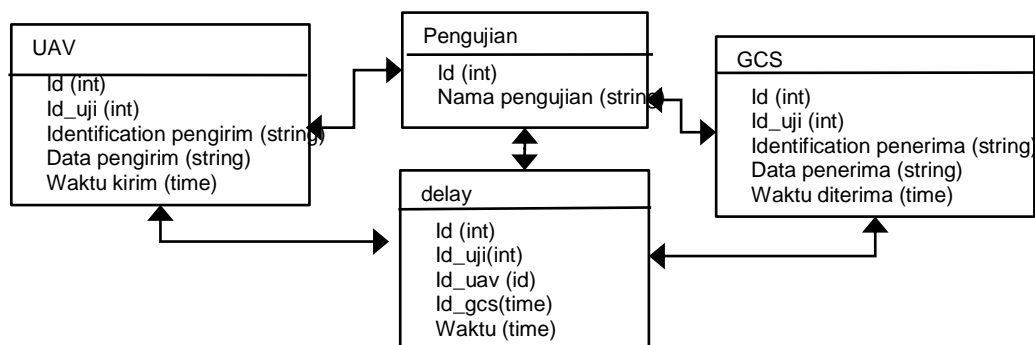 UAV
Id (int)
Id_uji (int)
Identification pengirim (string)
Data pengirim (string)
Waktu kirim (time)
Pengujian
Id (int)
Nama pengujian (string)
GCS
Id (int)
Id_uji (int)
Identification penerima (string)
Data penerima (string)
Waktu diterima (time)
delay
Id (int)
Id_uji(int)
Id_uav (id)
Id_gcs(time)
Waktu (time)